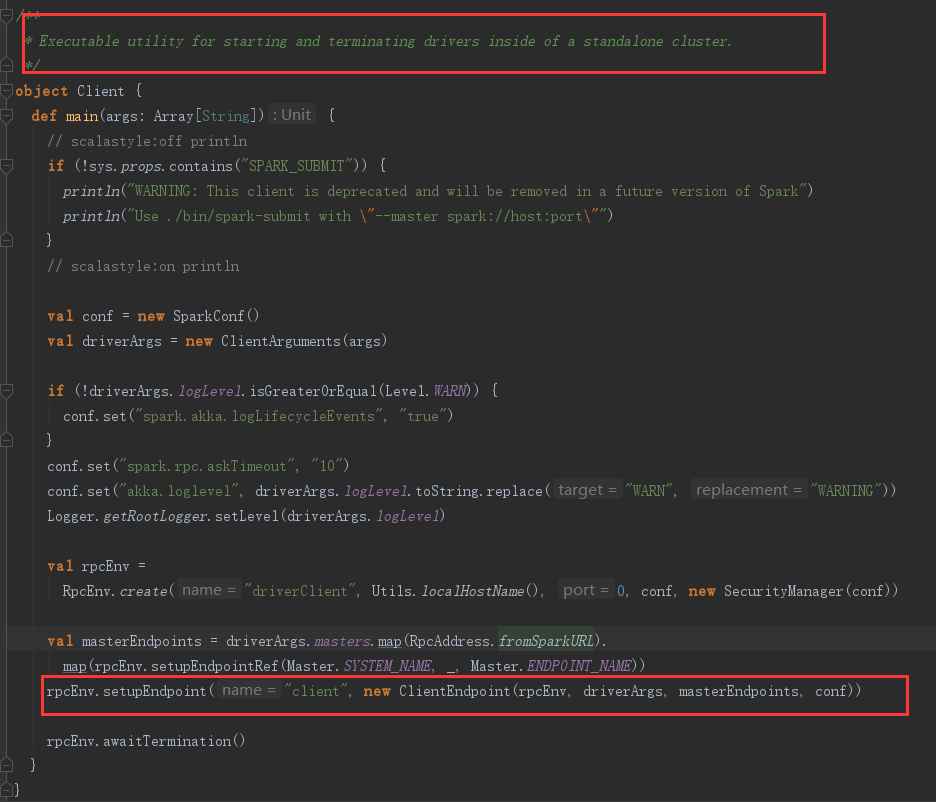 /**
* Executable utility for starting and terminating drivers inside of a standalone cluster.
*/
object Client {
def main(args: Array[String]) : Unit {
// scalastyle:off println
if (!sys.props.contains("SPARK_SUBMIT")) {
println("WARNING: This client is deprecated and will be removed in a future version of Spark")
println("Use ./bin/spark-submit with \"--master spark://host:port\"")
}
// scalastyle:on println
val conf = new SparkConf()
val driverArgs = new ClientArguments(args)
if (!driverArgs.logLevel.isGreaterOrEqual(Level.WARN)) {
conf.set("spark.akka.logLifecycleEvents", "true")
}
conf.set("spark.rpc.askTimeout", "10")
conf.set("akka.loglevel", driverArgs.logLevel.toString.replace( target = "WARN", replacement = "WARNING"))
Logger.getRootLogger.setLevel(driverArgs.logLevel)
val rpcEnv =
RpcEnv.create( name = "driverClient", Utils.localHostName(), port = 0, conf, new SecurityManager(conf))
val masterEndpoints = driverArgs.masters.map(RpcAddress.fromSparkURL).
map(rpcEnv.setupEndpointRef(Master.SYSTEM_NAME, _, Master.ENDPOINT_NAME))
rpcEnv.setupEndpoint( name = "client", new ClientEndpoint(rpcEnv, driverArgs, masterEndpoints, conf))
rpcEnv.awaitTermination()
}
}